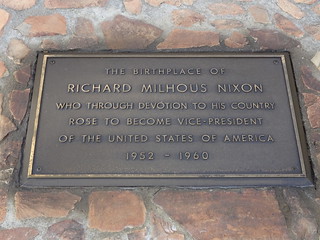 THE BIRTHPLACE OF
RICHARD MILHOUS NIXON
WHO THROUGH DEVOTION TO HIS COUNTRY
ROSE TO BECOME VICE-PRESIDENT
OF THE UNITED STATES OF AMERICA
1952 - 1960